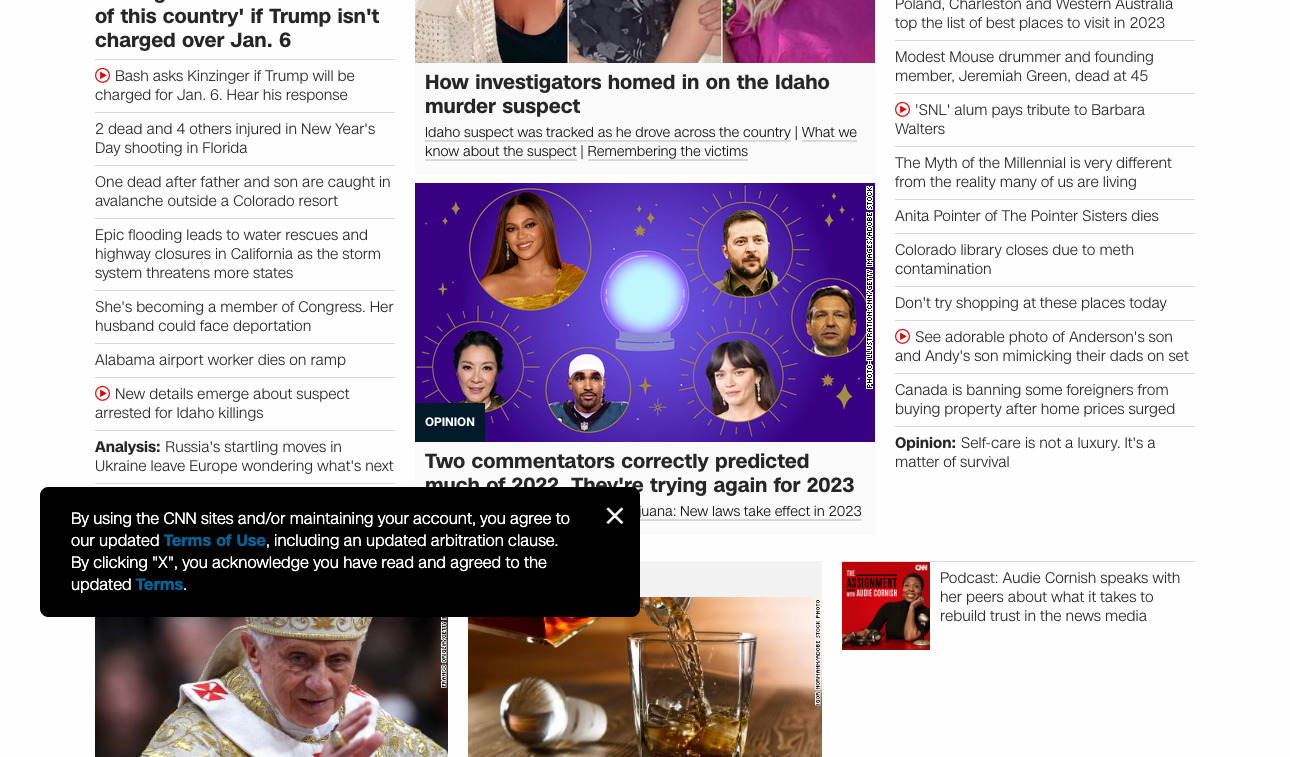 of this country' if Trump isn't
charged over Jan. 6
Bash asks Kinzinger if Trump will be
charged for Jan. 6. Hear his response
2 dead and 4 others injured in New Year's
Day shooting in Florida
One dead after father and son are caught in
avalanche outside a Colorado resort
Epic flooding leads to water rescues and
highway closures in California as the storm
system threatens more states
She's becoming a member of Congress. Her
husband could face deportation
Alabama airport worker dies on ramp
New details emerge about suspect
arrested for Idaho killings
Analysis: Russia's startling moves in
Ukraine leave Europe wondering what's next
How investigators homed in on the Idaho
murder suspect
Idaho suspect was tracked as he drove across the country | What we
know about the suspect | Remembering the victims
PHOTO-ILLUSTRATION:CNN/GETTY IMAGES/ADOBE STOCK
OPINION
Two commentators correctly predicted
much of 2022. They're trying again for 2023
juana: New laws take effect in 2023
Poland, Charleston and Western Australia
top the list of best places to visit in 2023
Modest Mouse drummer and founding
member, Jeremiah Green, dead at 45
'SNL' alum pays tribute to Barbara
Walters
The Myth of the Millennial is very different
from the reality many of us are living
Anita Pointer of The Pointer Sisters dies
Colorado library closes due to meth
contamination
Don't try shopping at these places today
See adorable photo of Anderson's son
and Andy's son mimicking their dads on set
Canada is banning some foreigners from
buying property after home prices surged
Opinion: Self-care is not a luxury. It's a
matter of survival
By using the CNN sites and/or maintaining your account, you agree to
our updated Terms of Use, including an updated arbitration clause.
By clicking "X", you acknowledge you have read and agreed to the
updated Terms.
CNN
THE
ASSIGNMENT
WITH AUDIE CORNISH
Podcast: Audie Cornish speaks with
her peers about what it takes to
rebuild trust in the news media